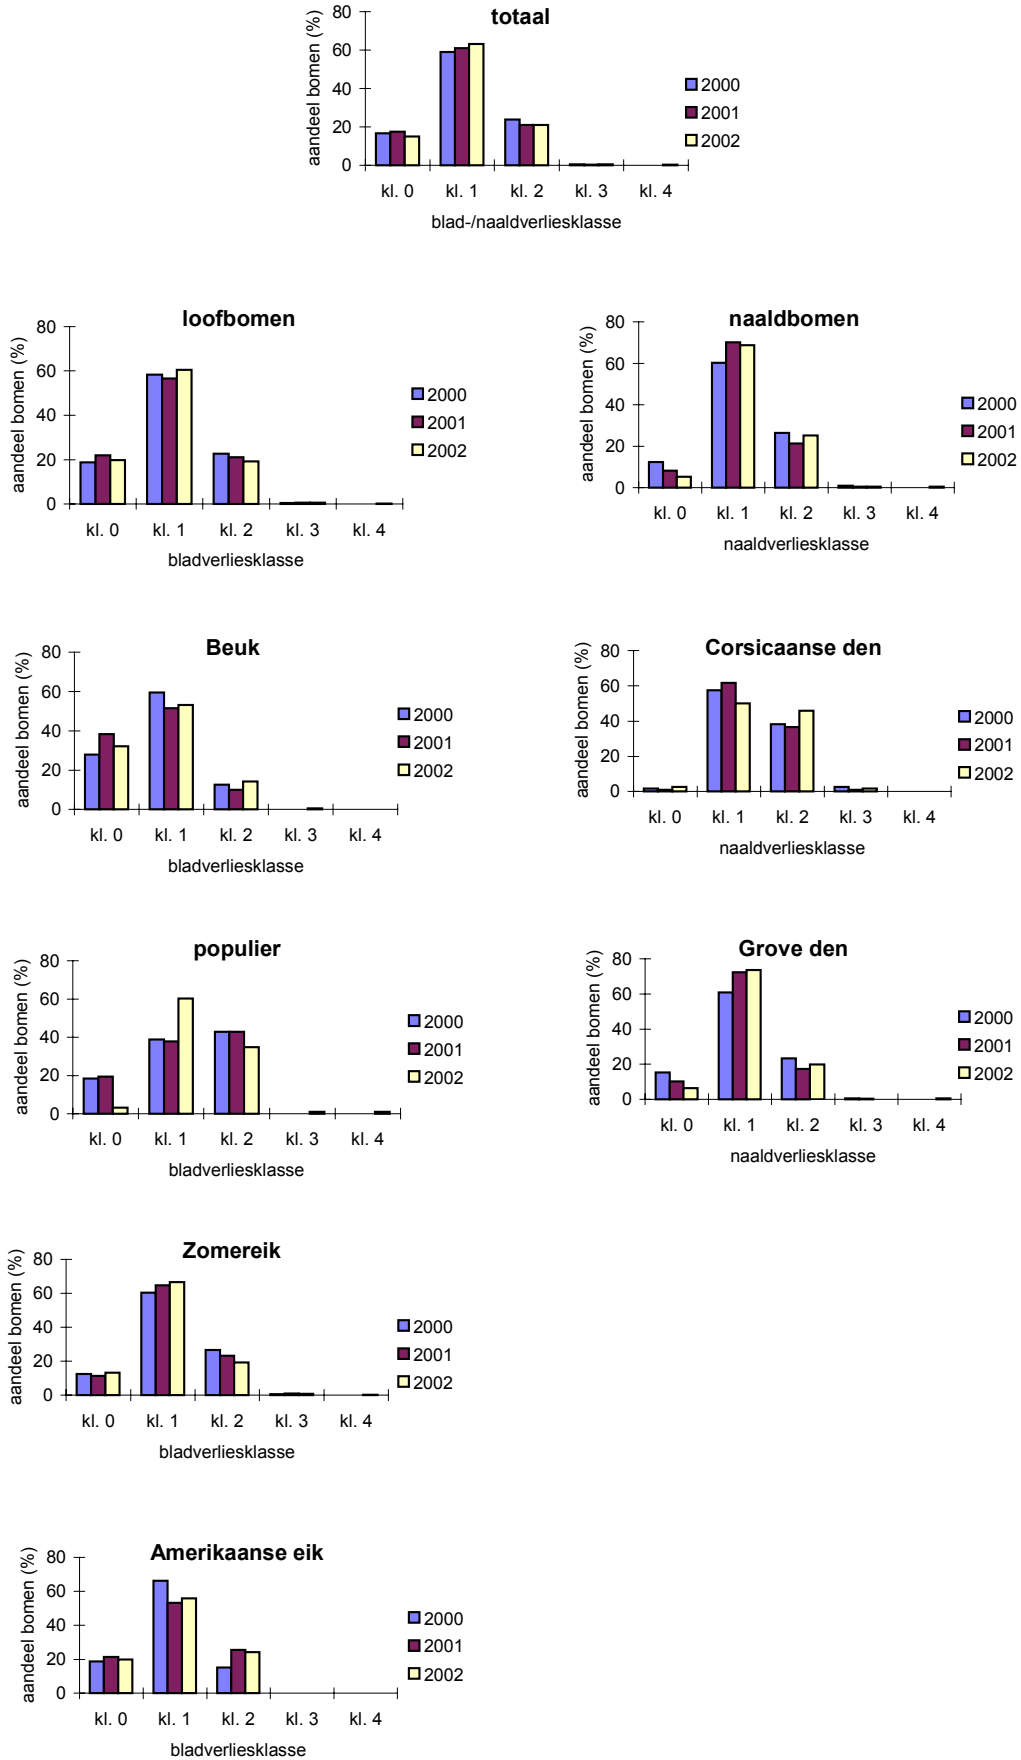 totaal
aandeel bomen (%)
80
60
40
20
0
kl. 0 kl. 1 kl. 2 kl. 3 kl. 4
blad-/naaldverliesklasse
2000
2001
2002
loofbomen
aandeel bomen (%)
80
60
40
20
0
kl. 0 kl. 1 kl. 2 kl. 3 kl. 4
bladverliesklasse
2000
2001
2002
naaldbomen
aandeel bomen (%)
80
60
40
20
0
kl. 0 kl. 1 kl. 2 kl. 3 kl. 4
naaldverliesklasse
2000
2001
2002
Beuk
aandeel bomen (%)
80
60
40
20
0
kl. 0 kl. 1 kl. 2 kl. 3 kl. 4
bladverliesklasse
2000
2001
2002
Corsicaanse den
aandeel bomen (%)
80
60
40
20
0
kl. 0 kl. 1 kl. 2 kl. 3 kl. 4
naaldverliesklasse
2000
2001
2002
populier
aandeel bomen (%)
80
60
40
20
0
kl. 0 kl. 1 kl. 2 kl. 3 kl. 4
bladverliesklasse
2000
2001
2002
Grove den
aandeel bomen (%)
80
60
40
20
0
kl. 0 kl. 1 kl. 2 kl. 3 kl. 4
naaldverliesklasse
2000
2001
2002
Zomereik
aandeel bomen (%)
80
60
40
20
0
kl. 0 kl. 1 kl. 2 kl. 3 kl. 4
bladverliesklasse
2000
2001
2002
Amerikaanse eik
aandeel bomen (%)
80
60
40
20
0
kl. 0 kl. 1 kl. 2 kl. 3 kl. 4
bladverliesklasse
2000
2001
2002